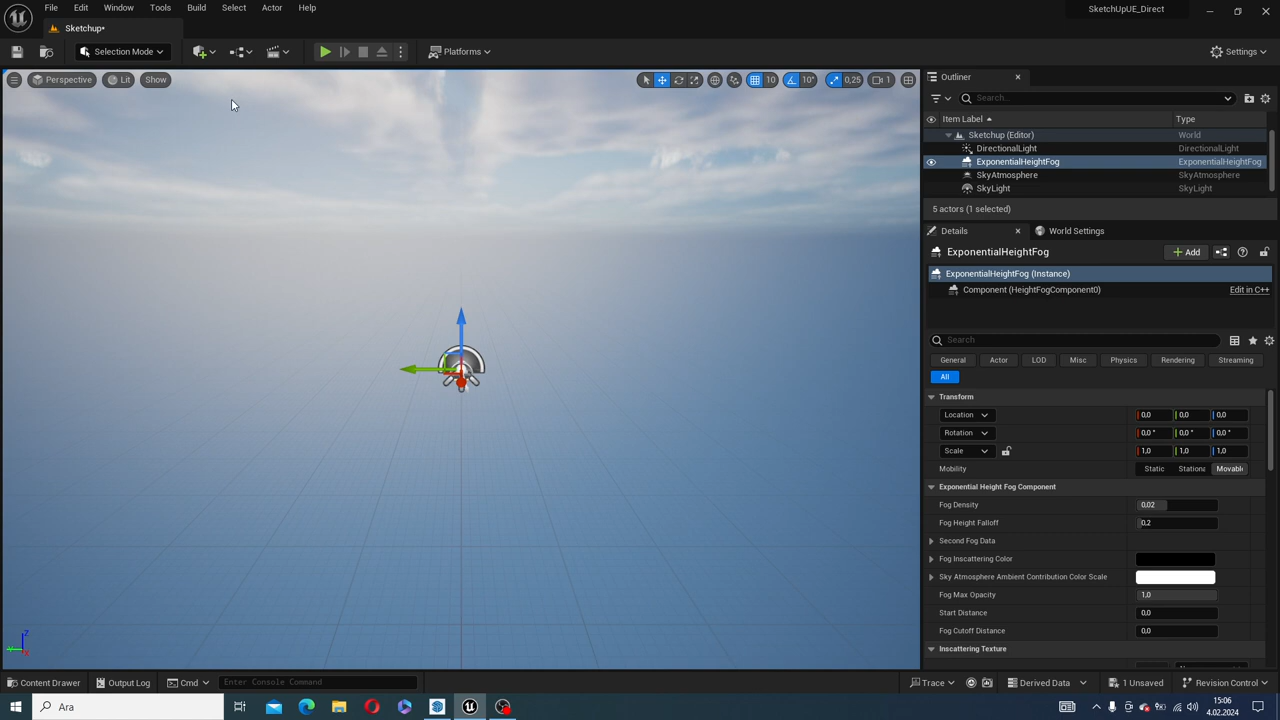 File Edit Window Tools Build Select Actor Help
SketchUpUE_Direct
Sketchup*
Selection Mode
Platforms
Settings
Perspective Lit Show
10 10° 0,25 1
Outliner
Search...
Item Label Type
Sketchup (Editor) World
DirectionalLight DirectionalLight
ExponentialHeightFog ExponentialHeightFog
SkyAtmosphere SkyAtmosphere
SkyLight SkyLight
5 actors (1 selected)
Details World Settings
ExponentialHeightFog + Add
ExponentialHeightFog (Instance)
Component (HeightFogComponent0) Edit in C++
Search
General Actor LOD Misc Physics Rendering Streaming
All
Transform
Location 0,0 0,0 0,0
Rotation 0,0 ° 0,0 ° 0,0 °
Scale 1,0 1,0 1,0
Mobility Static Stationa Movable
Exponential Height Fog Component
Fog Density 0,02
Fog Height Falloff 0,2
Second Fog Data
Fog Inscattering Color
Sky Atmosphere Ambient Contribution Color Scale
Fog Max Opacity 1,0
Start Distance 0,0
Fog Cutoff Distance 0,0
Inscattering Texture
Z
Content Drawer Output Log Cmd Enter Console Command
Trace Derived Data 1 Unsaved Revision Control
Ara
15:06
4.02.2024